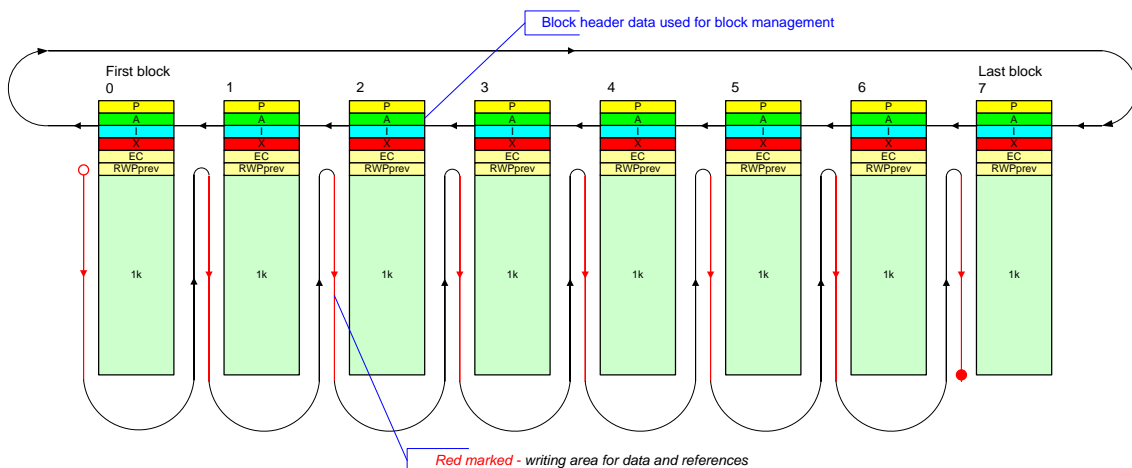 Block header data used for block management
First block
Last block
0 1 2 3 4 5 6 7
P P P P P P P P
A A A A A A A A
I I I I I I I I
X X X X X X X X
EC EC EC EC EC EC EC EC
RWPprev RWPprev RWPprev RWPprev RWPprev RWPprev RWPprev RWPprev
1k 1k 1k 1k 1k 1k 1k 1k
Red marked - writing area for data and references